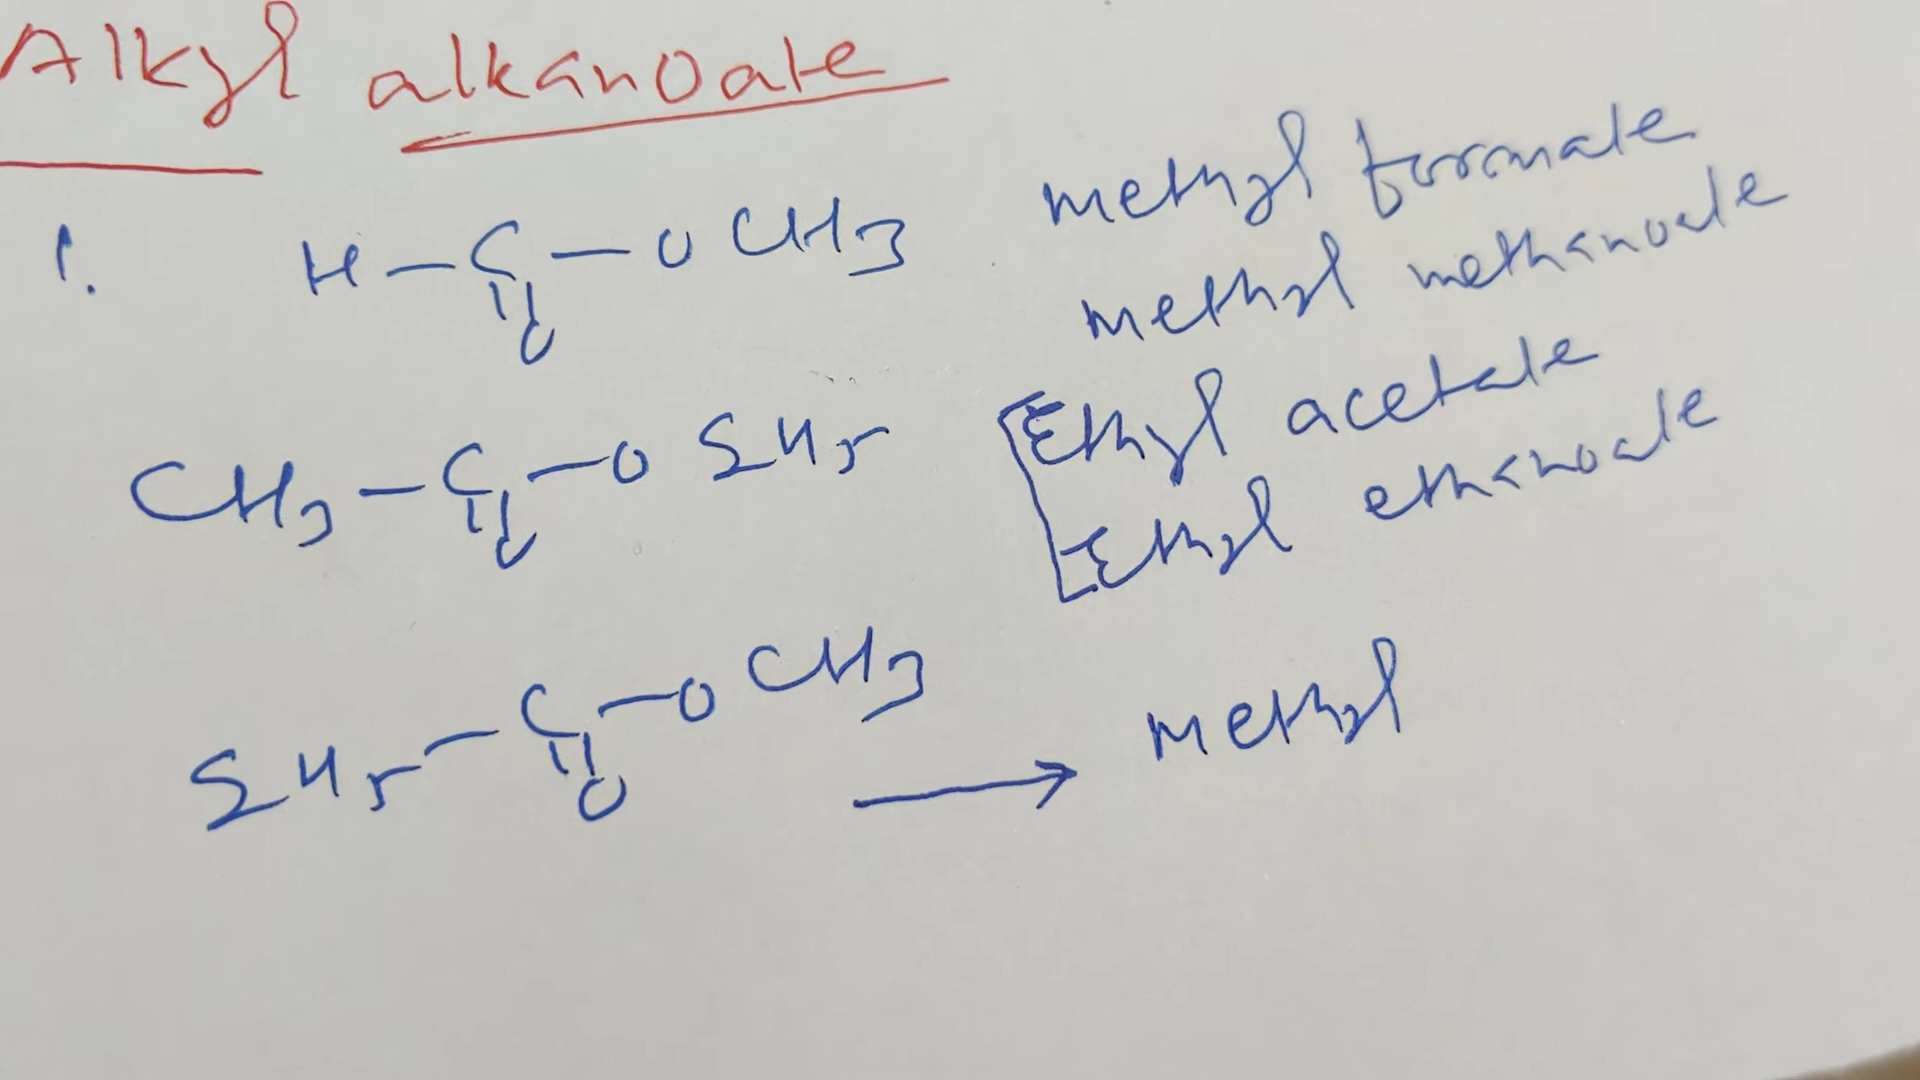 Alkyl alkanoate
1. H-C-OCH3 methyl formate
O
methyl methanoate
CH3-C-OC2H5 Ethyl acetate
O
Ethyl ethanoate
C2H5-C-OCH3 → Methyl
O